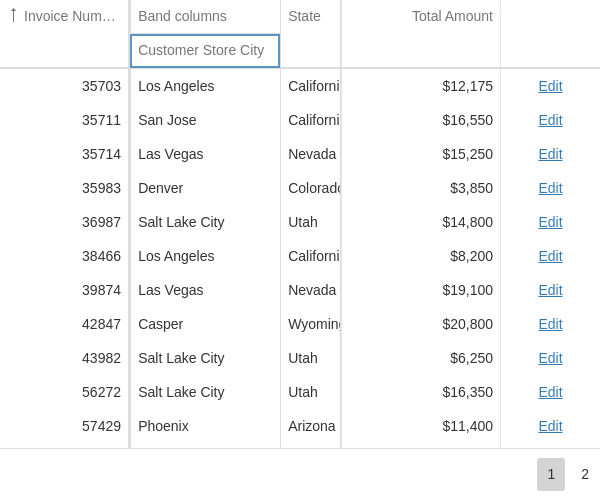 ↑ Invoice Num… Band columns State Total Amount
Customer Store City
35703 Los Angeles Californi $12,175 Edit
35711 San Jose Californi $16,550 Edit
35714 Las Vegas Nevada $15,250 Edit
35983 Denver Colorado $3,850 Edit
36987 Salt Lake City Utah $14,800 Edit
38466 Los Angeles Californi $8,200 Edit
39874 Las Vegas Nevada $19,100 Edit
42847 Casper Wyoming $20,800 Edit
43982 Salt Lake City Utah $6,250 Edit
56272 Salt Lake City Utah $16,350 Edit
57429 Phoenix Arizona $11,400 Edit
1 2